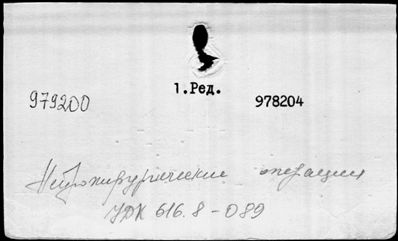 1.Ред.
979200 978204
Нейрохирургические операции
УДК 616.8-089